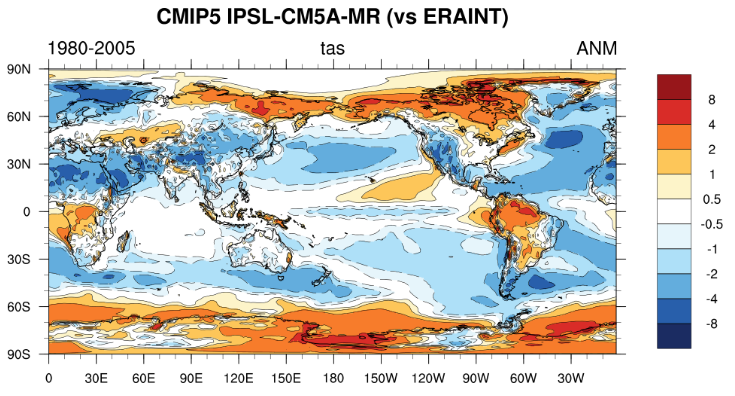 CMIP5 IPSL-CM5A-MR (vs ERAINT)
1980-2005 tas ANM
90N
60N
30N
0
30S
60S
90S
0 30E 60E 90E 120E 150E 180 150W 120W 90W 60W 30W
8
4
2
1
0.5
-0.5
-1
-2
-4
-8